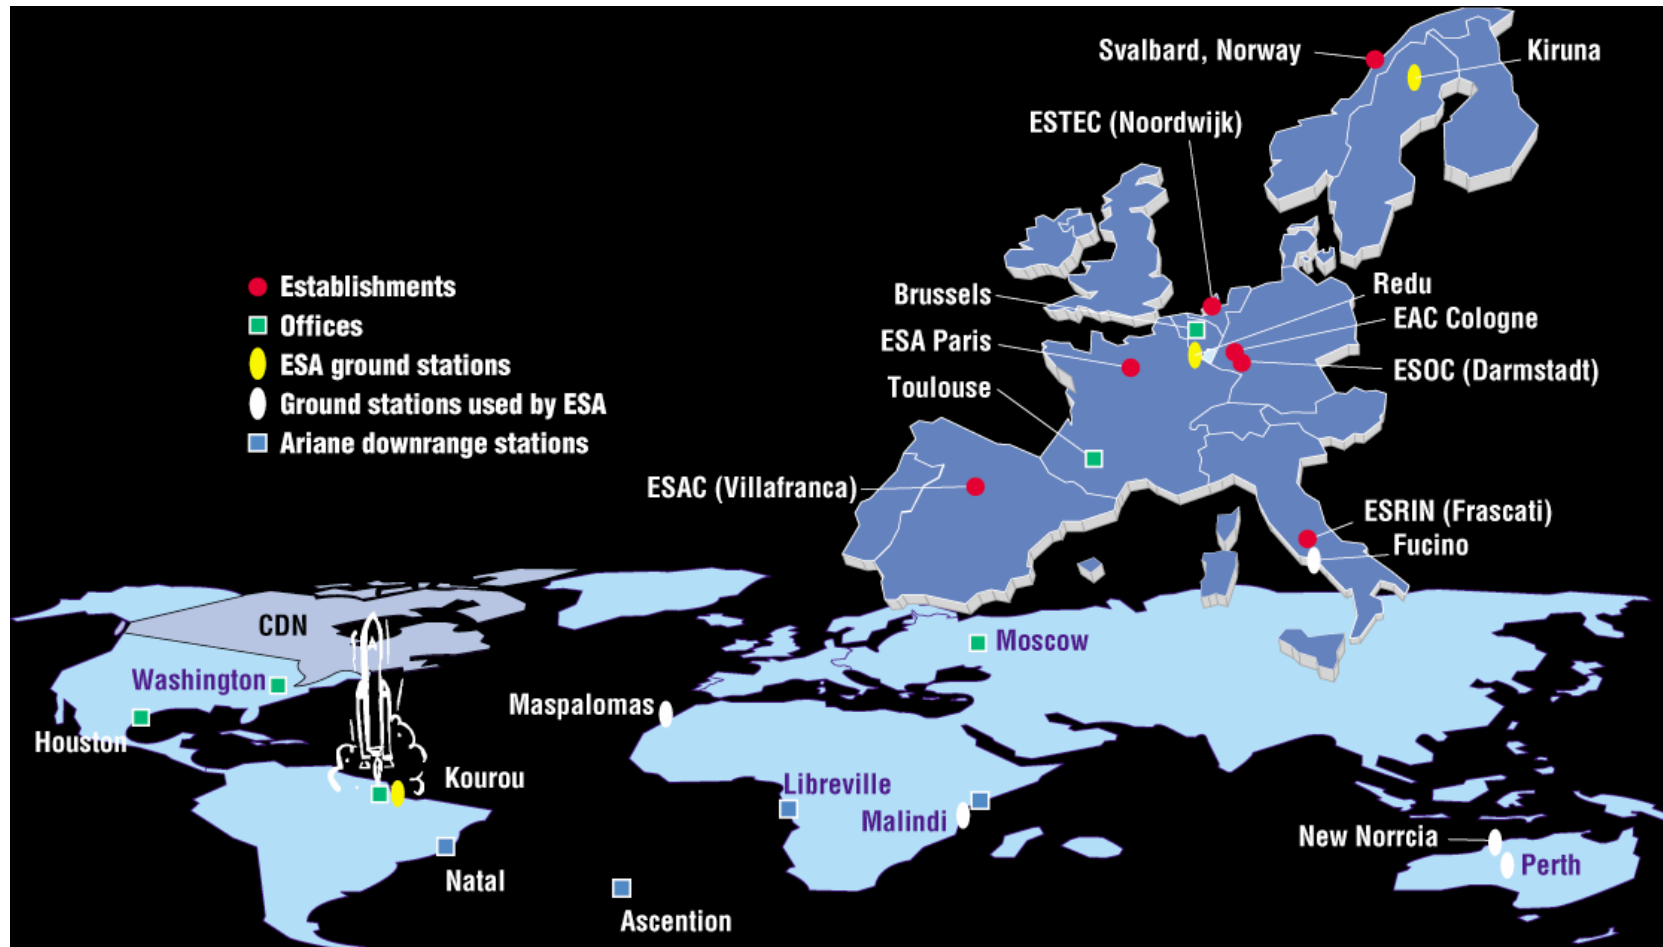 Svalbard, Norway
Kiruna
ESTEC (Noordwijk)
Establishments
Offices
ESA ground stations
Ground stations used by ESA
Ariane downrange stations
Brussels
Redu
EAC Cologne
ESA Paris
ESOC (Darmstadt)
Toulouse
ESAC (Villafranca)
ESRIN (Frascati)
Fucino
CDN
Moscow
Washington
Maspalomas
Houston
Kourou
Libreville
Malindi
New Norrcia
Perth
Natal
Ascention